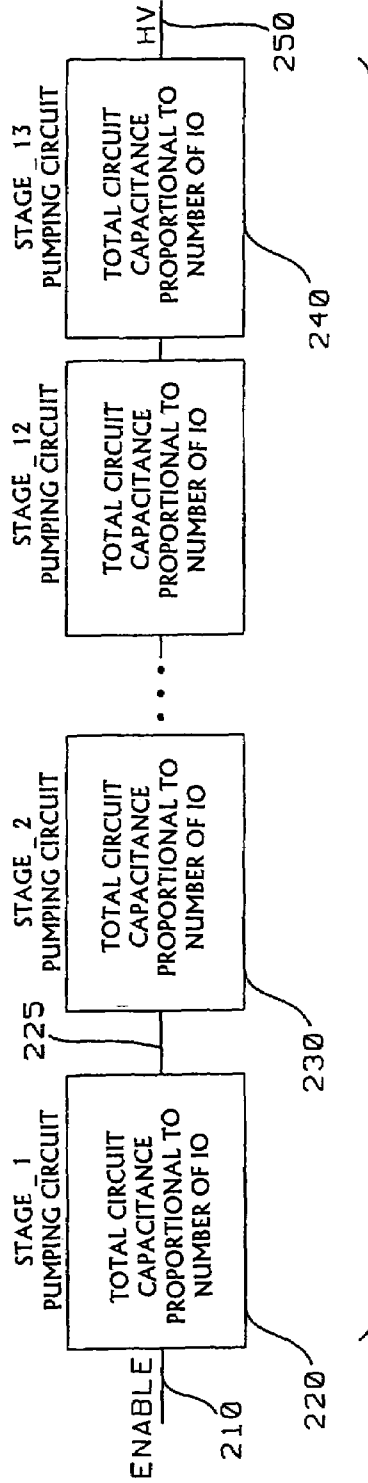 ENABLE
210
STAGE_1
PUMPING CIRCUIT
TOTAL CIRCUIT
CAPACITANCE
PROPORTIONAL TO
NUMBER OF IO
220
225
STAGE_2
PUMPING CIRCUIT
TOTAL CIRCUIT
CAPACITANCE
PROPORTIONAL TO
NUMBER OF IO
230
• • •
STAGE_12
PUMPING CIRCUIT
TOTAL CIRCUIT
CAPACITANCE
PROPORTIONAL TO
NUMBER OF IO
STAGE_13
PUMPING CIRCUIT
TOTAL CIRCUIT
CAPACITANCE
PROPORTIONAL TO
NUMBER OF IO
240
HV
250